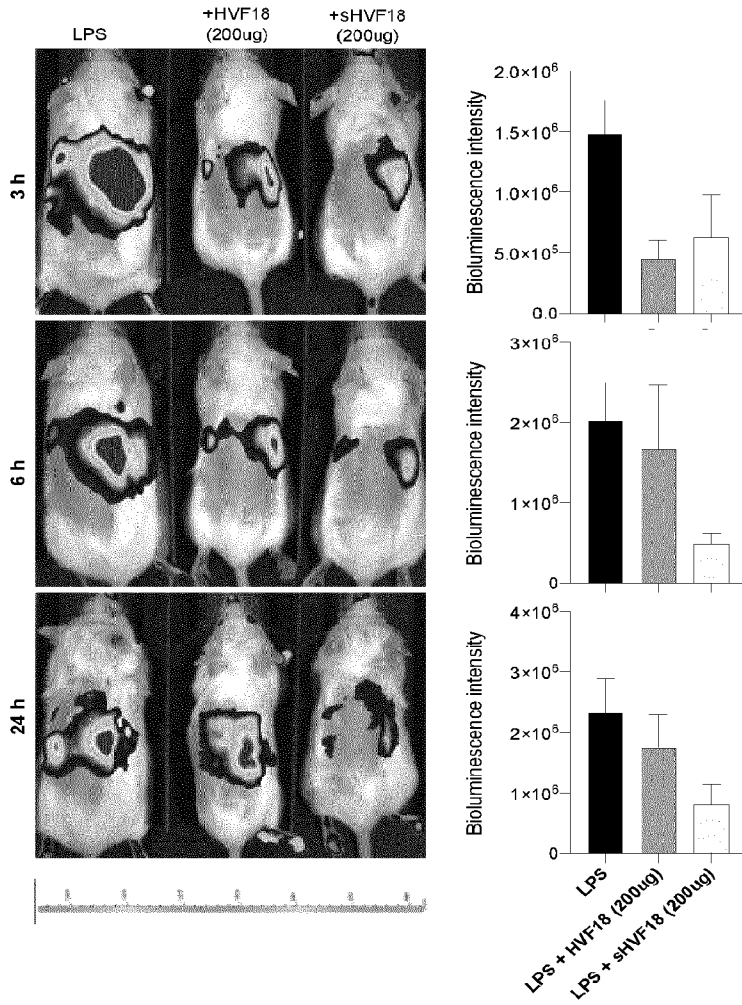 LPS
+HVF18
(200ug)
+sHVF18
(200ug)
3 h
6 h
24 h
Bioluminescence intensity
2.0×10⁶
1.5×10⁶
1.0×10⁶
5.0×10⁵
0.0
Bioluminescence intensity
3×10⁶
2×10⁶
1×10⁶
0
Bioluminescence intensity
4×10⁶
3×10⁶
2×10⁶
1×10⁶
0
LPS
LPS + HVF18 (200ug)
LPS + sHVF18 (200ug)